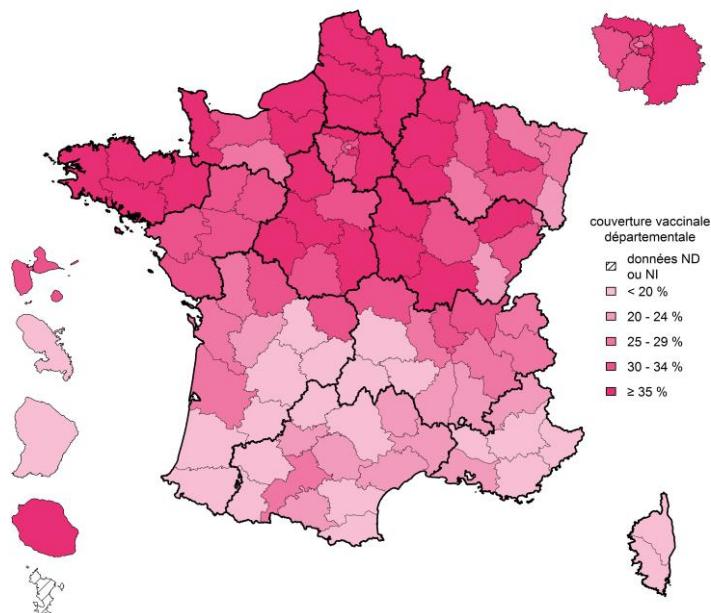 couverture vaccinale
départementale
données ND
ou NI
< 20 %
20 - 24 %
25 - 29 %
30 - 34 %
≥ 35 %